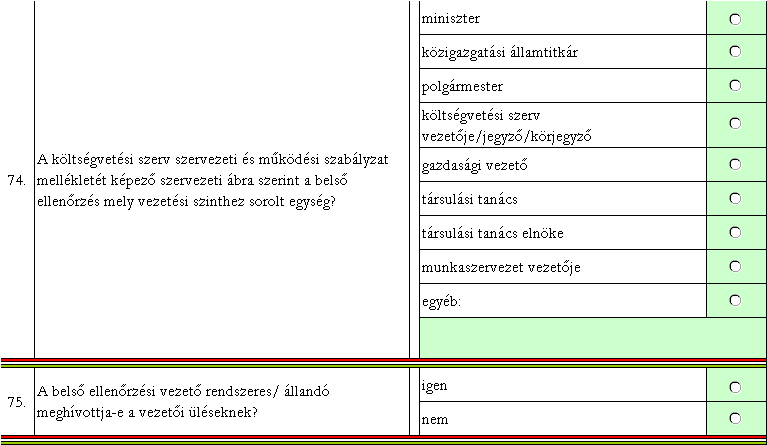 74.
A költségvetési szerv szervezeti és működési szabályzat
mellékletét képező szervezeti ábra szerint a belső
ellenőrzés mely vezetési szinthez sorolt egység?
miniszter
közigazgatási államtitkár
polgármester
költségvetési szerv
vezetője/jegyző/körjegyző
gazdasági vezető
társulási tanács
társulási tanács elnöke
munkaszervezet vezetője
egyéb:
75.
A belső ellenőrzési vezető rendszeres/ állandó
meghívottja-e a vezetői üléseknek?
igen
nem